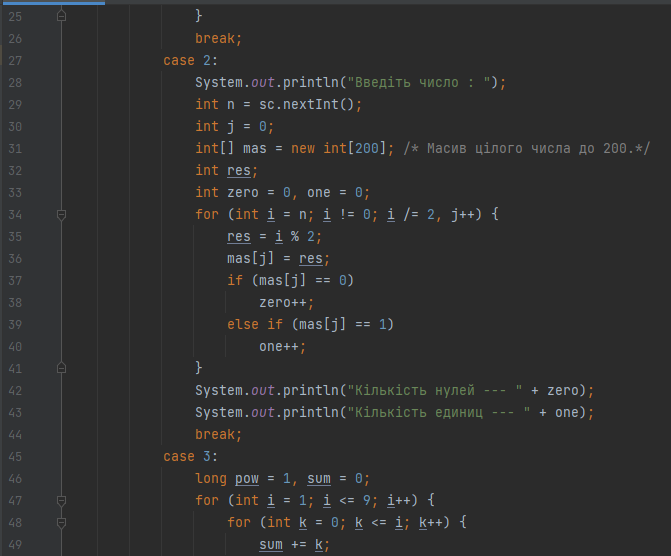 25 }
26 break;
27 case 2:
28 System.out.println("Введіть число : ");
29 int n = sc.nextInt();
30 int j = 0;
31 int[] mas = new int[200]; /* Масив цілого числа до 200.*/
32 int res;
33 int zero = 0, one = 0;
34 for (int i = n; i != 0; i /= 2, j++) {
35 res = i % 2;
36 mas[j] = res;
37 if (mas[j] == 0)
38 zero++;
39 else if (mas[j] == 1)
40 one++;
41 }
42 System.out.println("Кількість нулей --- " + zero);
43 System.out.println("Кількість единиц --- " + one);
44 break;
45 case 3:
46 long pow = 1, sum = 0;
47 for (int i = 1; i <= 9; i++) {
48 for (int k = 0; k <= i; k++) {
49 sum += k;